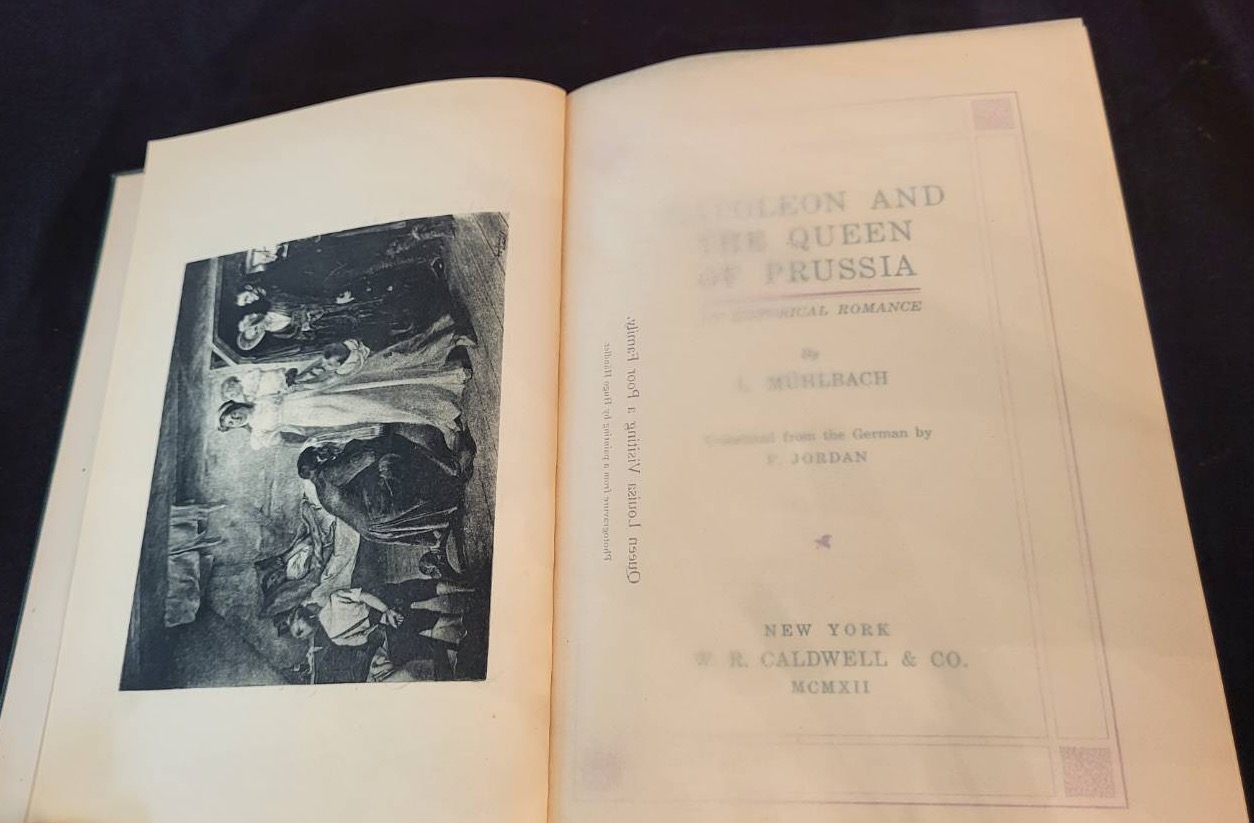 Queen Louisa Visiting a Poor Family.
Photogravure from a painting by Hugo Händler
NAPOLEON AND
THE QUEEN
OF PRUSSIA
AN HISTORICAL ROMANCE
By
L. MÜHLBACH
Translated from the German by
F. JORDAN
NEW YORK
W. R. CALDWELL & CO.
MCMXII